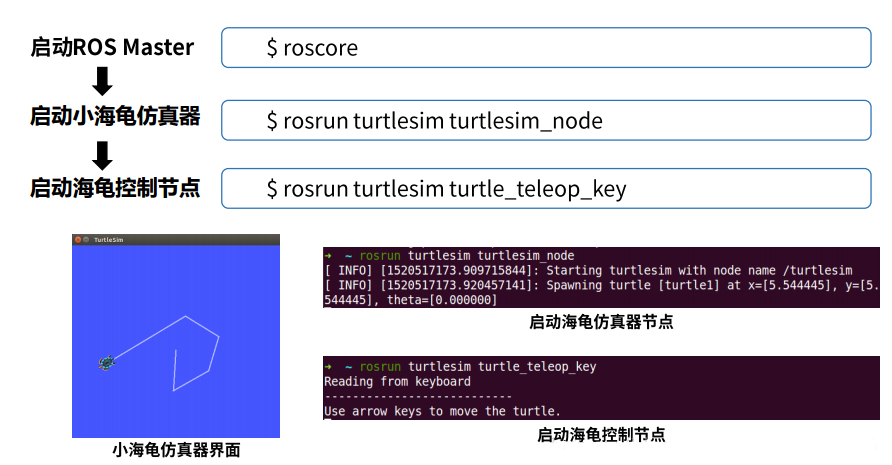 启动ROS Master
$ roscore
启动小海龟仿真器
$ rosrun turtlesim turtlesim_node
启动海龟控制节点
$ rosrun turtlesim turtle_teleop_key
TurtleSim
小海龟仿真器界面
➜ ~ rosrun turtlesim turtlesim_node
[ INFO] [1520517173.909715844]: Starting turtlesim with node name /turtlesim
[ INFO] [1520517173.920457141]: Spawning turtle [turtle1] at x=[5.544445], y=[5.
544445], theta=[0.000000]
启动海龟仿真器节点
➜ ~ rosrun turtlesim turtle_teleop_key
Reading from keyboard
---------------------------
Use arrow keys to move the turtle.
启动海龟控制节点